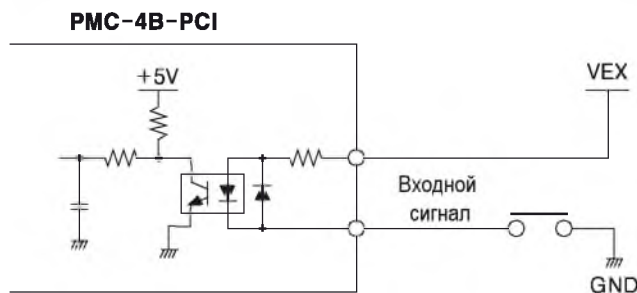 PMC-4B-PCI
+5V
VEX
Входной
сигнал
GND